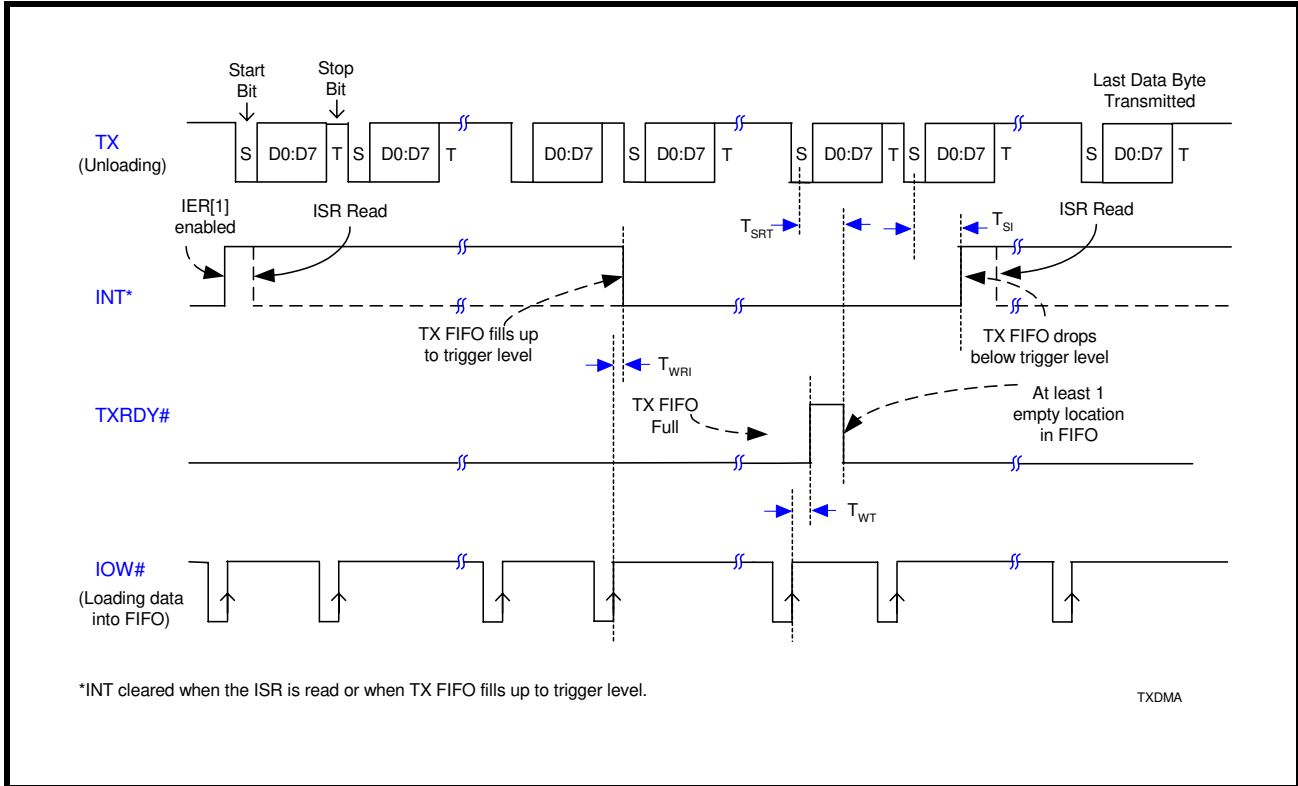 Start
Bit
Stop
Bit
Last Data Byte
Transmitted
TX
(Unloading)
S D0:D7 T S D0:D7 T D0:D7 S D0:D7 T S D0:D7 T S D0:D7 T S D0:D7 T
IER[1]
enabled
ISR Read
TSRT
TSI
ISR Read
INT*
TX FIFO fills up
to trigger level
TX FIFO drops
below trigger level
TWRI
TXRDY#
TX FIFO
Full
At least 1
empty location
in FIFO
TWT
IOW#
(Loading data
into FIFO)
*INT cleared when the ISR is read or when TX FIFO fills up to trigger level.
TXDMA